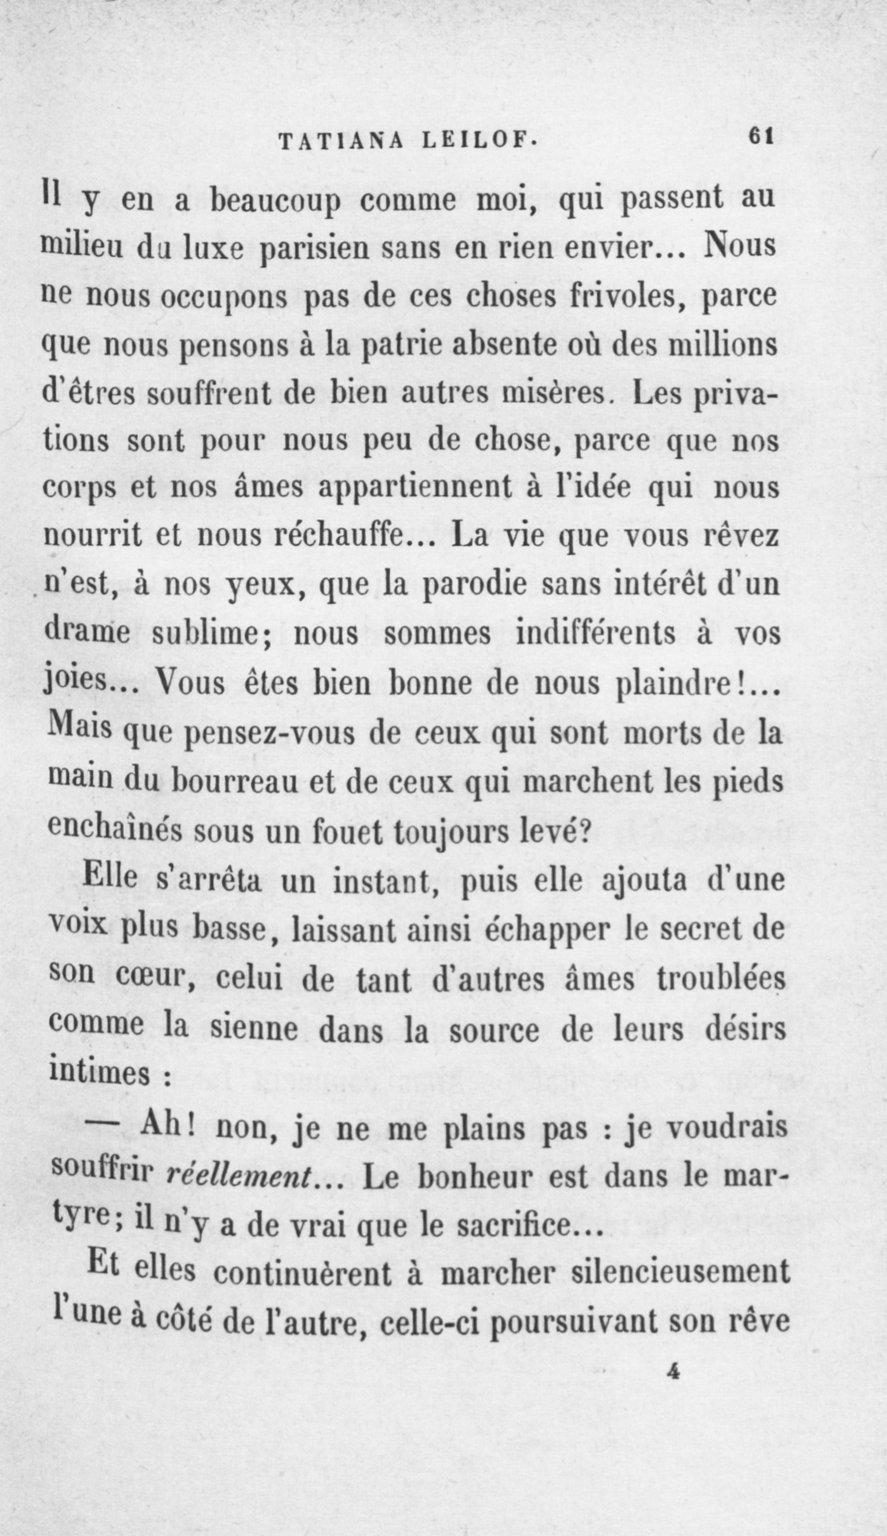 TATIANA LEILOF. 61
Il y en a beaucoup comme moi, qui passent au
milieu du luxe parisien sans en rien envier... Nous
ne nous occupons pas de ces choses frivoles, parce
que nous pensons à la patrie absente où des millions
d'êtres souffrent de bien autres misères. Les priva-
tions sont pour nous peu de chose, parce que nos
corps et nos âmes appartiennent à l'idée qui nous
nourrit et nous réchauffe... La vie que vous rêvez
n'est, à nos yeux, que la parodie sans intérêt d'un
drame sublime; nous sommes indifférents à vos
joies... Vous êtes bien bonne de nous plaindre!...
Mais que pensez-vous de ceux qui sont morts de la
main du bourreau et de ceux qui marchent les pieds
enchaînés sous un fouet toujours levé?
Elle s'arrêta un instant, puis elle ajouta d'une
voix plus basse, laissant ainsi échapper le secret de
son cœur, celui de tant d'autres âmes troublées
comme la sienne dans la source de leurs désirs
intimes :
— Ah! non, je ne me plains pas : je voudrais
souffrir réellement... Le bonheur est dans le mar-
tyre; il n'y a de vrai que le sacrifice...
Et elles continuèrent à marcher silencieusement
l'une à côté de l'autre, celle-ci poursuivant son rêve
4